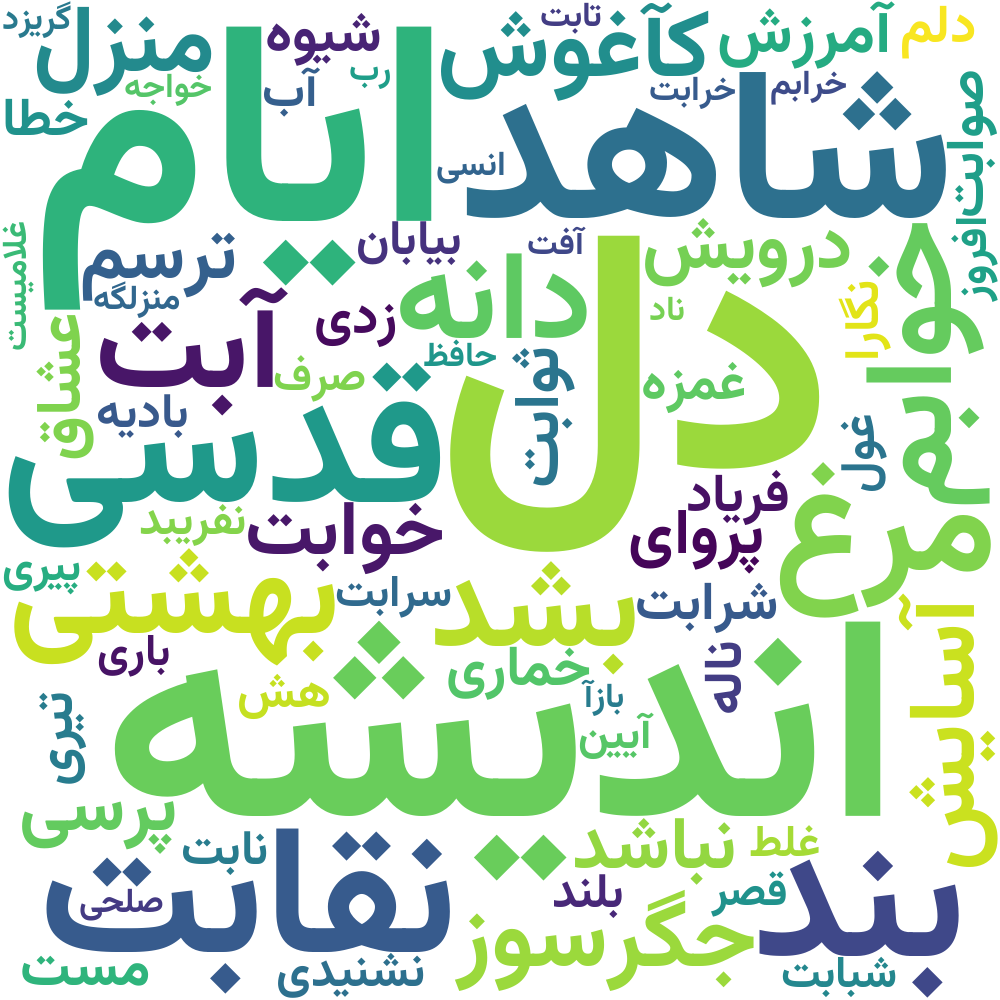 گریزد
منزل
شیوه
کآغوش
ثابت
آمرزش
دلم
خواجه
رب
آب
خرابت
خرابم
خطا
ایام
شاهد
صوابت
انسی
غلامیست
ترسم
بیابان
آفت
درویش
افروز
منزلگه
دانه
ناد
نگارا
خوابم
زدی
آبت
عشاق
حافظ
صرف
دل
ثوابت
غمزه
بادیه
قدسی
غول
مرغ
فریاد
پروای
خوابت
نفریبد
پیری
بهشتی
سرابت
بشد
شرابت
آسایش
باری
ناله
خماری
هش
بازآ
اندیشه
آیین
تیری
پرسی
نباشد
غلط
نابت
نقابت
صلحی
بلند
قصر
بند
جگرسوز
مست
نشنیدی
شبابت